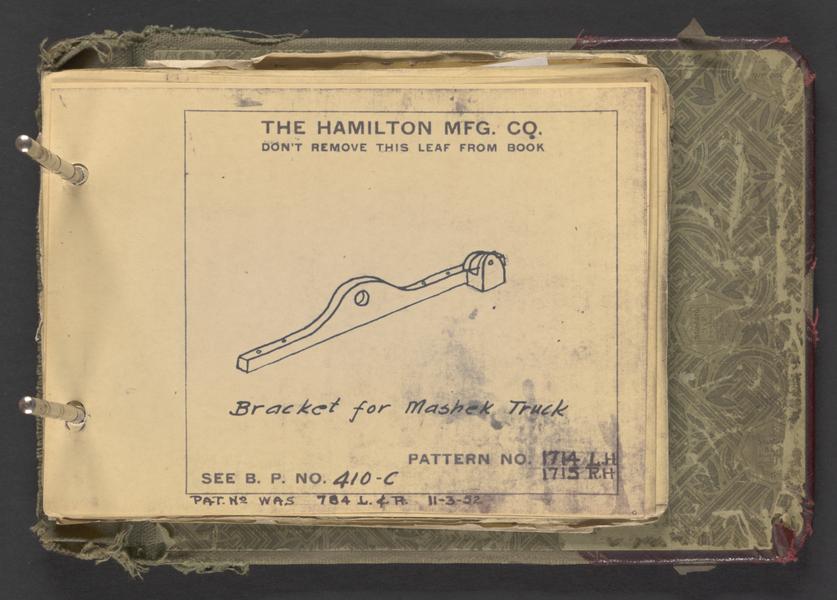 THE HAMILTON MFG. CO.
DON'T REMOVE THIS LEAF FROM BOOK
Bracket for Mashek Truck
PATTERN NO. 1714 L.H
1715 R.H
SEE B. P. NO. 410-C
PAT. No WAS 784 L. & R. 11-3-52